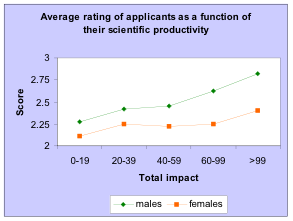 Average rating of applicants as a function of
their scientific productivity
3
2.75
2.5
2.25
2
Score
0-19 20-39 40-59 60-99 >99
Total impact
males females